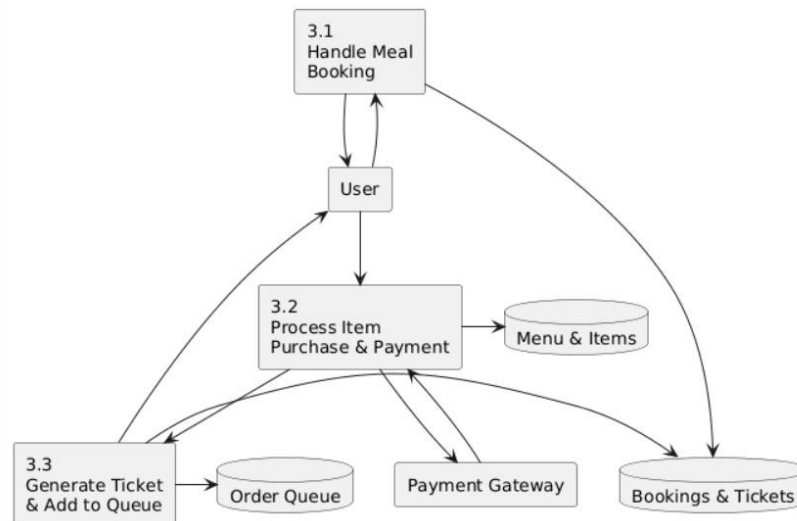 3.1
Handle Meal
Booking
User
3.2
Process Item
Purchase & Payment
Menu & Items
3.3
Generate Ticket
& Add to Queue
Order Queue
Payment Gateway
Bookings & Tickets